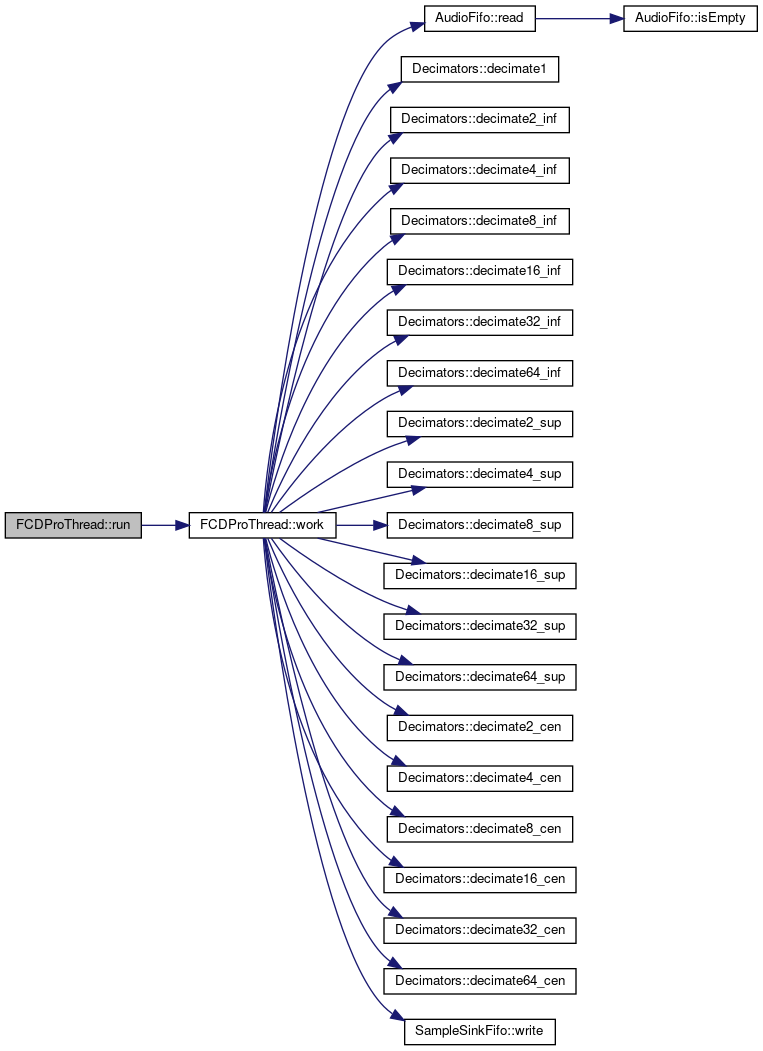 AudioFifo::read
AudioFifo::isEmpty
Decimators::decimate1
Decimators::decimate2_inf
Decimators::decimate4_inf
Decimators::decimate8_inf
Decimators::decimate16_inf
Decimators::decimate32_inf
Decimators::decimate64_inf
Decimators::decimate2_sup
Decimators::decimate4_sup
FCDProThread::run
FCDProThread::work
Decimators::decimate8_sup
Decimators::decimate16_sup
Decimators::decimate32_sup
Decimators::decimate64_sup
Decimators::decimate2_cen
Decimators::decimate4_cen
Decimators::decimate8_cen
Decimators::decimate16_cen
Decimators::decimate32_cen
Decimators::decimate64_cen
SampleSinkFifo::write